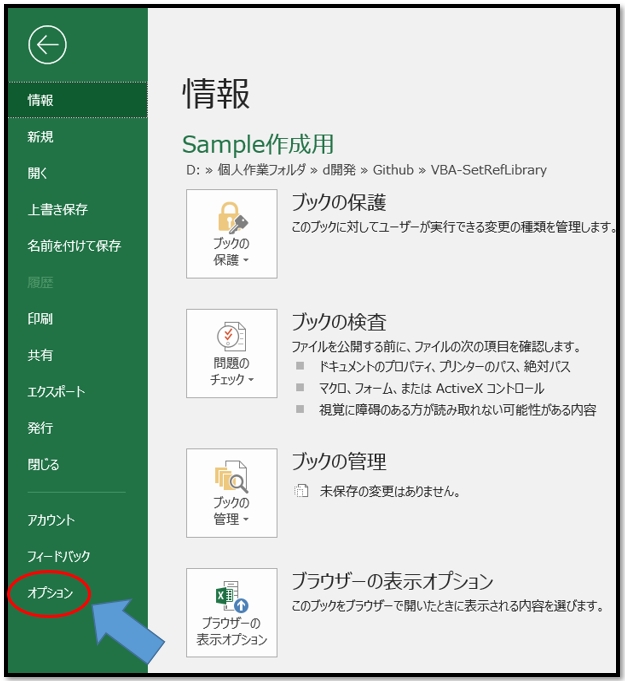 情報
新規
開く
上書き保存
名前を付けて保存
履歴
印刷
共有
エクスポート
発行
閉じる
アカウント
フィードバック
オプション
情報
Sample作成用
D: » 個人作業フォルダ » d開発 » Github » VBA-SetRefLibrary
ブックの
保護
ブックの保護
このブックに対してユーザーが実行できる変更の種類を管理します。
問題の
チェック
ブックの検査
ファイルを公開する前に、ファイルの次の項目を確認します。
ドキュメントのプロパティ、プリンターのパス、絶対パス
マクロ、フォーム、または ActiveX コントロール
視覚に障碍のある方が読み取れない可能性がある内容
ブックの
管理
ブックの管理
未保存の変更はありません。
ブラウザーの
表示オプション
ブラウザーの表示オプション
このブックをブラウザーで開いたときに表示される内容を選びます。